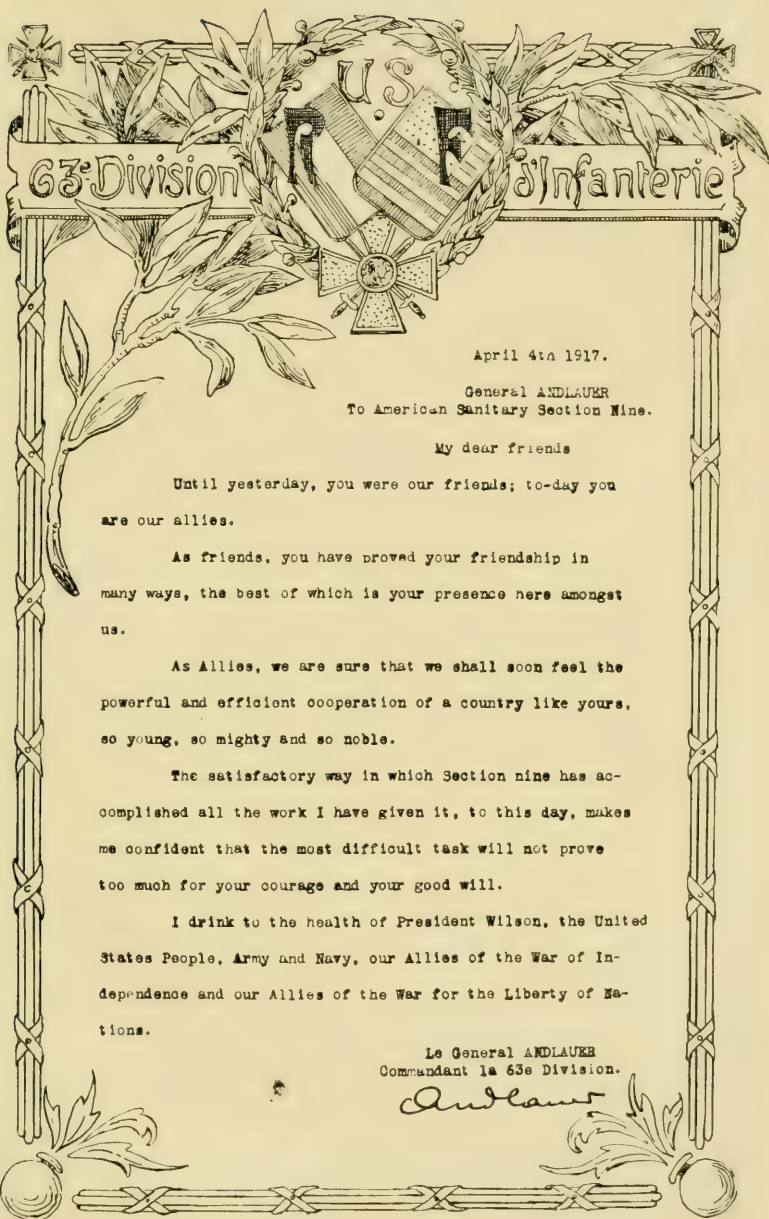 U S
R F
63e Division d'Infanterie
April 4th 1917.
General ANDLAUER
To American Sanitary Section Nine.
My dear friends
Until yesterday, you were our friends; to-day you
are our allies.
As friends, you have proved your friendship in
many ways, the best of which is your presence here amongst
us.
As Allies, we are sure that we shall soon feel the
powerful and efficient cooperation of a country like yours,
so young, so mighty and so noble.
The satisfactory way in which Section nine has ac-
complished all the work I have given it, to this day, makes
me confident that the most difficult task will not prove
too much for your courage and your good will.
I drink to the health of President Wilson, the United
States People, Army and Navy, our Allies of the War of In-
dependence and our Allies of the War for the Liberty of Na-
tions.
Le General ANDLAUER
Commandant la 63e Division.
Andlauer